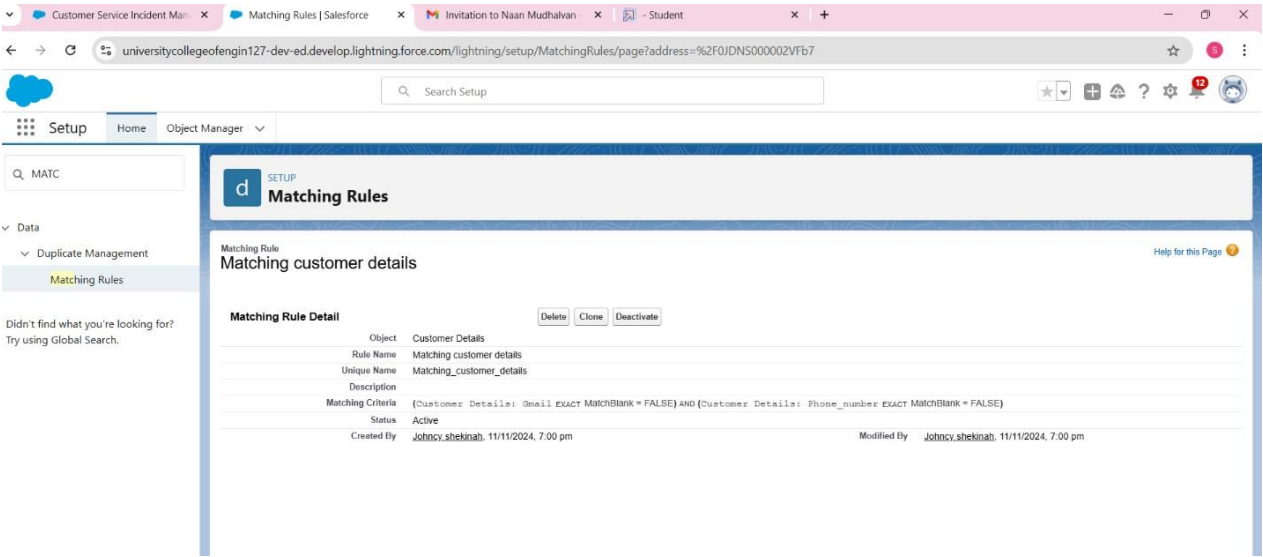 Customer Service Incident Man
Matching Rules | Salesforce
Invitation to Naan Mudhalvan -
- Student
universitycollegeofengin127-dev-ed.develop.lightning.force.com/lightning/setup/MatchingRules/page?address=%2F0JDNS000002VFb7
S
Search Setup
12
Setup
Home
Object Manager
MATC
d
SETUP
Matching Rules
Data
Duplicate Management
Matching Rules
Didn't find what you're looking for?
Try using Global Search.
Matching Rule
Matching customer details
Help for this Page
Matching Rule Detail
Delete Clone Deactivate
Object Customer Details
Rule Name Matching customer details
Unique Name Matching_customer_details
Description
Matching Criteria (Customer Details: Gmail EXACT MatchBlank = FALSE) AND (Customer Details: Phone_number EXACT MatchBlank = FALSE)
Status Active
Created By Johncy shekinah, 11/11/2024, 7:00 pm Modified By Johncy shekinah, 11/11/2024, 7:00 pm